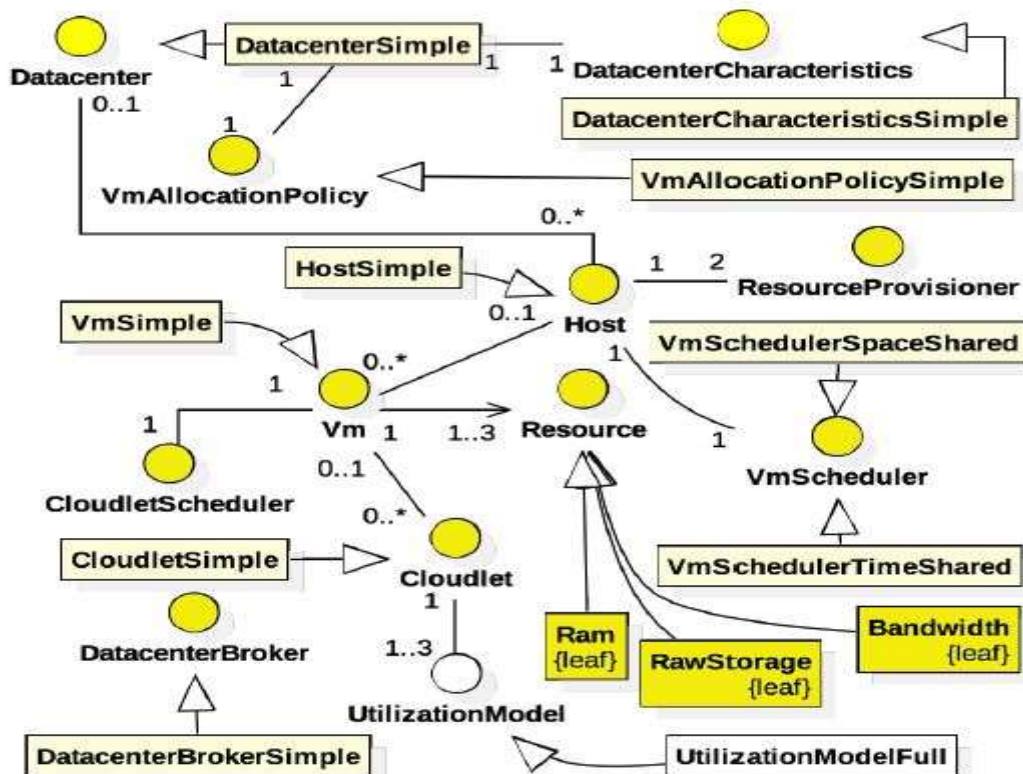 DatacenterSimple
1
1
Datacenter
DatacenterCharacteristics
0..1
1
DatacenterCharacteristicsSimple
1
VmAllocationPolicy
VmAllocationPolicySimple
0..*
HostSimple
1
2
ResourceProvisioner
VmSimple
0..1
Host
VmSchedulerSpaceShared
0..*
1
1
1
Vm
1
1..3
Resource
1
VmScheduler
0..1
CloudletScheduler
0..*
CloudletSimple
Cloudlet
VmSchedulerTimeShared
1
Ram
{leaf}
RawStorage
{leaf}
Bandwidth
{leaf}
DatacenterBroker
1..3
UtilizationModel
DatacenterBrokerSimple
UtilizationModelFull